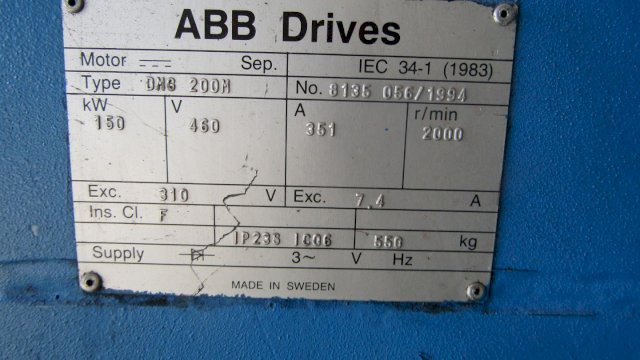 ABB Drives
Motor --- Sep. IEC 34-1 (1983)
Type DMG 200M No. 8135 056/1994
kW V A r/min
150 460 351 2000
Exc. 310 V Exc. 7.4 A
Ins. Cl. F
IP23S IC06 550 kg
Supply 3~ V Hz
MADE IN SWEDEN